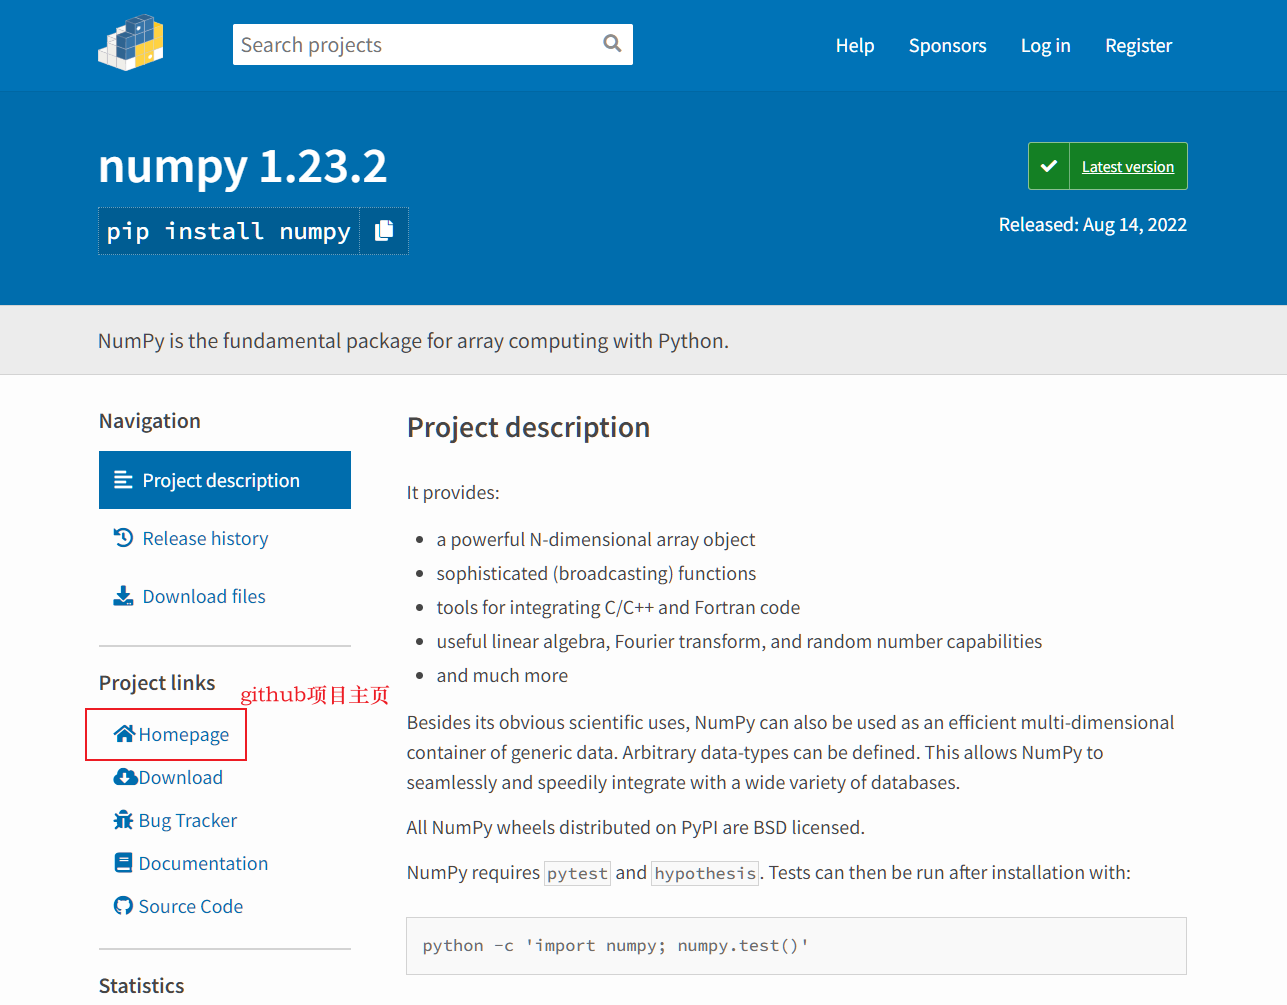 Search projects
Help
Sponsors
Log in
Register
numpy 1.23.2
Latest version
pip install numpy
Released: Aug 14, 2022
NumPy is the fundamental package for array computing with Python.
Navigation
Project description
Release history
Download files
Project links
github项目主页
Homepage
Download
Bug Tracker
Documentation
Source Code
Statistics
Project description
It provides:
a powerful N-dimensional array object
sophisticated (broadcasting) functions
tools for integrating C/C++ and Fortran code
useful linear algebra, Fourier transform, and random number capabilities
and much more
Besides its obvious scientific uses, NumPy can also be used as an efficient multi-dimensional
container of generic data. Arbitrary data-types can be defined. This allows NumPy to
seamlessly and speedily integrate with a wide variety of databases.
All NumPy wheels distributed on PyPI are BSD licensed.
NumPy requires pytest and hypothesis. Tests can then be run after installation with:
python -c 'import numpy; numpy.test()'